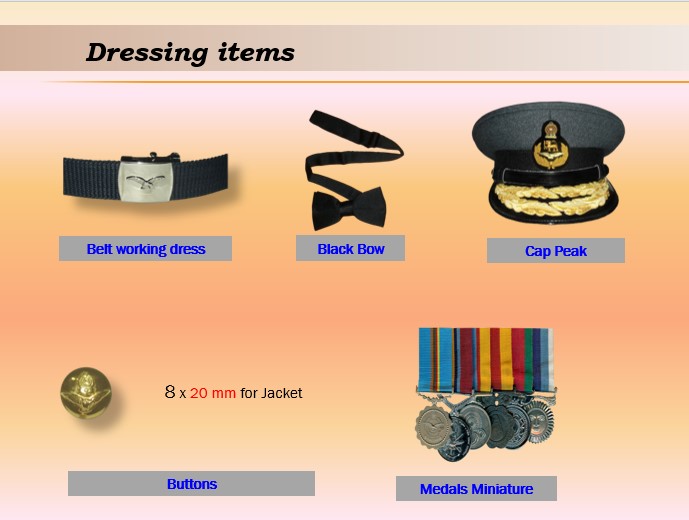 Dressing items
Belt working dress
Black Bow
Cap Peak
8 x 20 mm for Jacket
Buttons
Medals Miniature